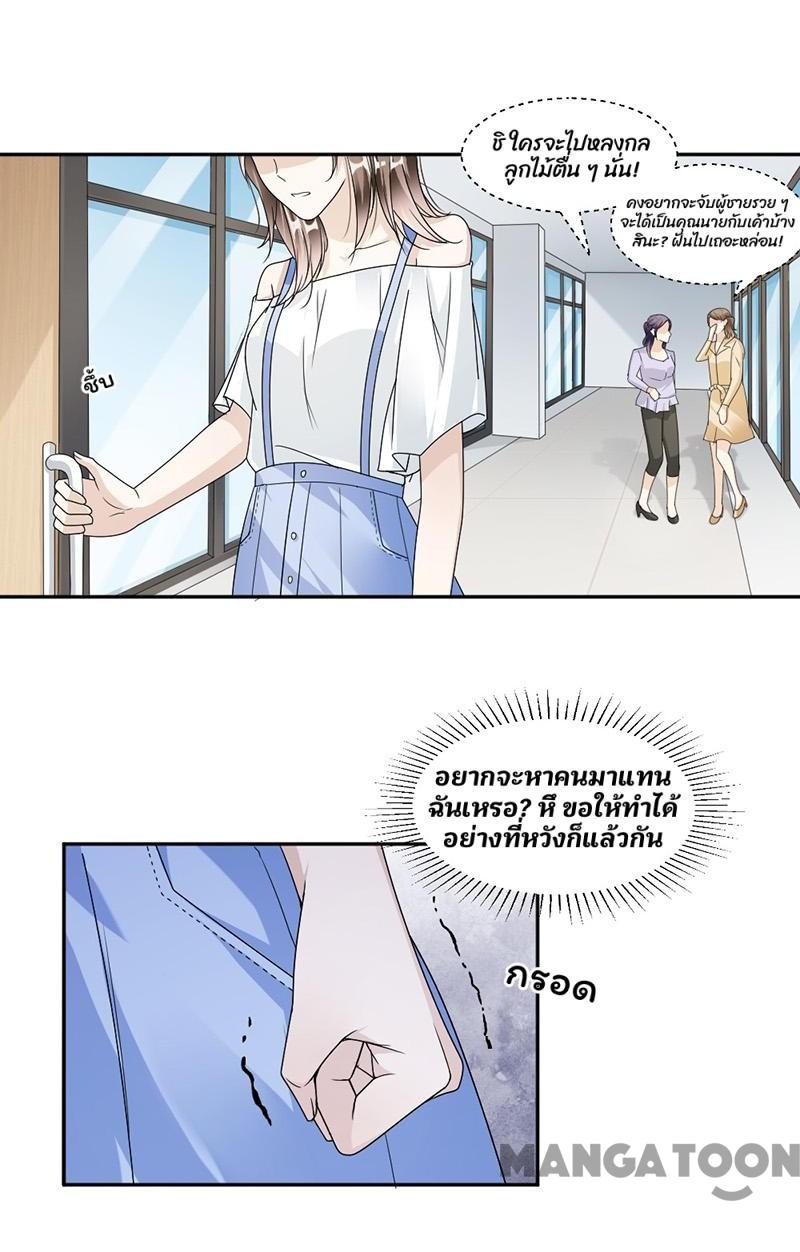 ชิ ใครจะไปหลงกล
ลูกไม้ตื้น ๆ นั่น!
คงอยากจะจับผู้ชายรวย ๆ
จะได้เป็นคุณนายกับเค้าบ้าง
สินะ? ฝันไปเถอะหล่อน!
ชึ้บ
อยากจะหาคนมาแทน
ฉันเหรอ? หึ ขอให้ทำได้
อย่างที่หวังก็แล้วกัน
กรอด
MANGATOON